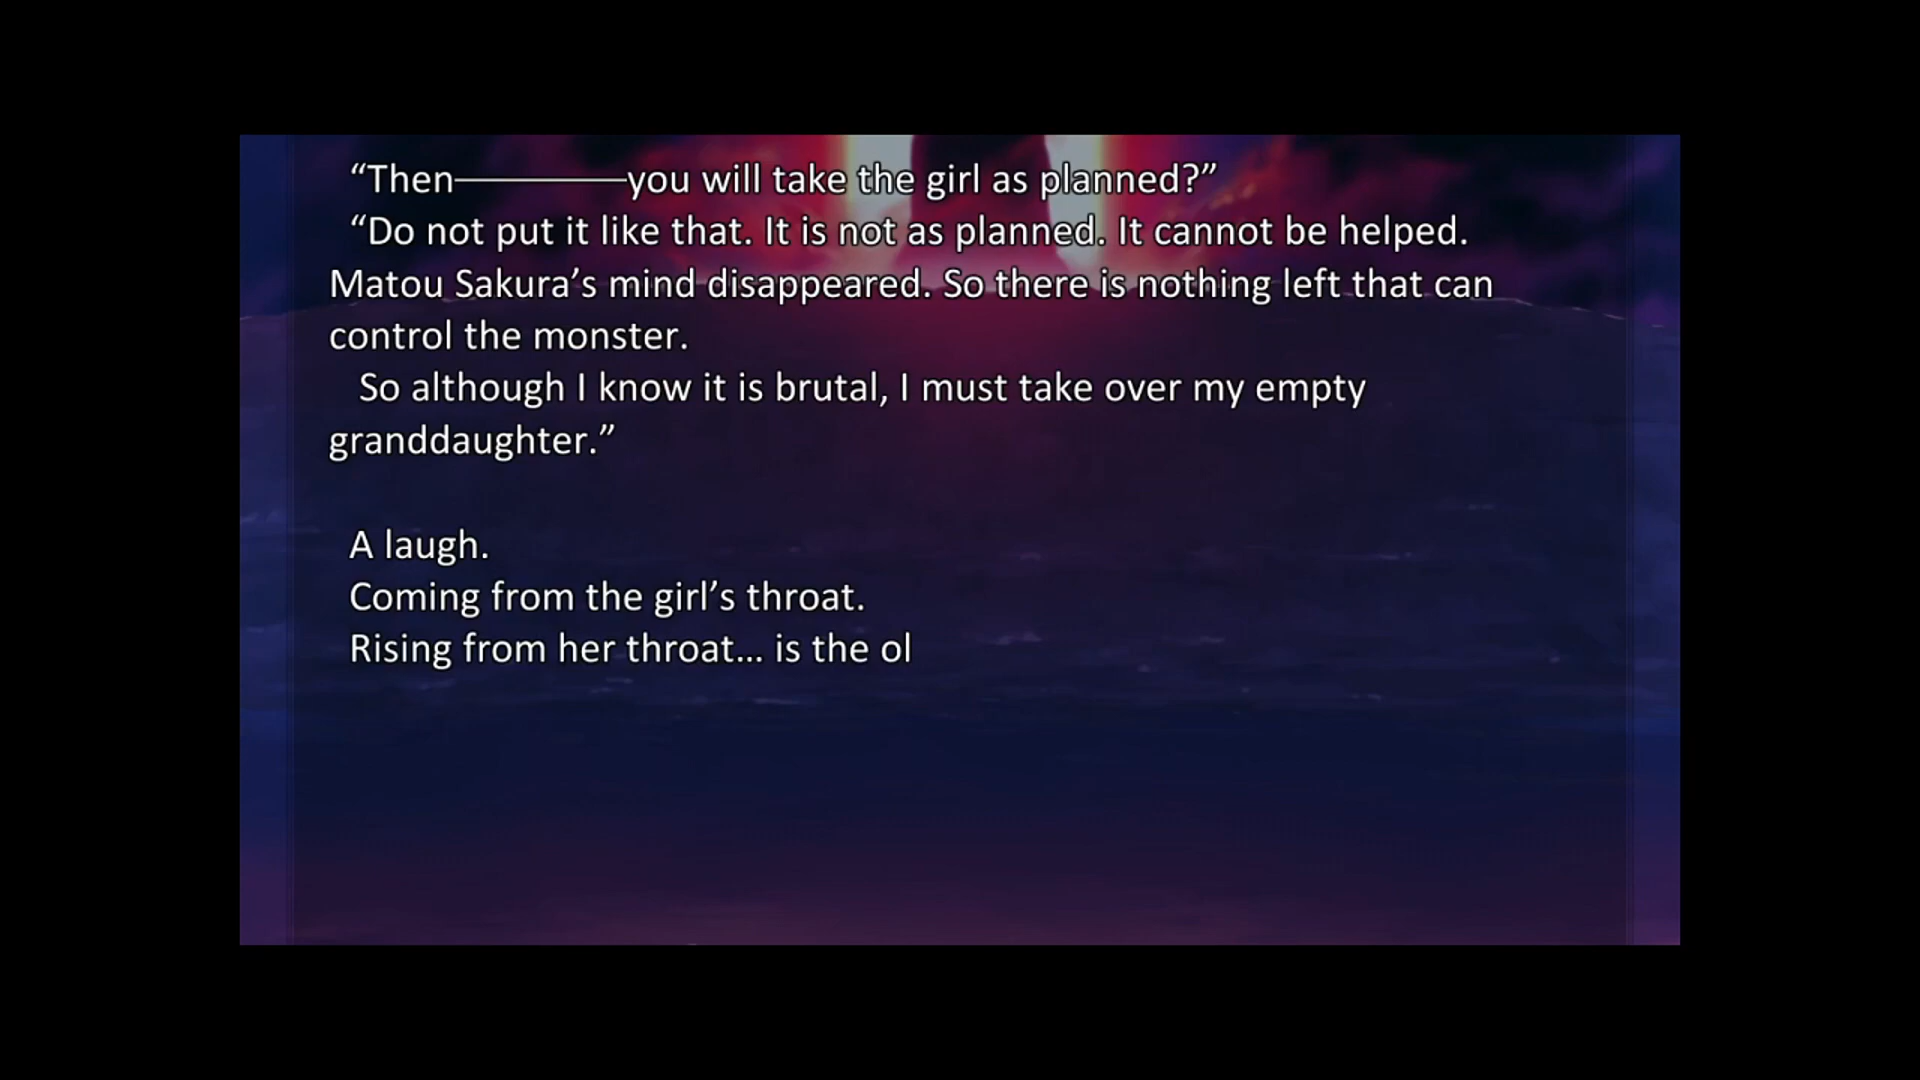 “Then―――――you will take the girl as planned?”
“Do not put it like that. It is not as planned. It cannot be helped.
Matou Sakura’s mind disappeared. So there is nothing left that can
control the monster.
So although I know it is brutal, I must take over my empty
granddaughter.”
A laugh.
Coming from the girl’s throat.
Rising from her throat… is the ol